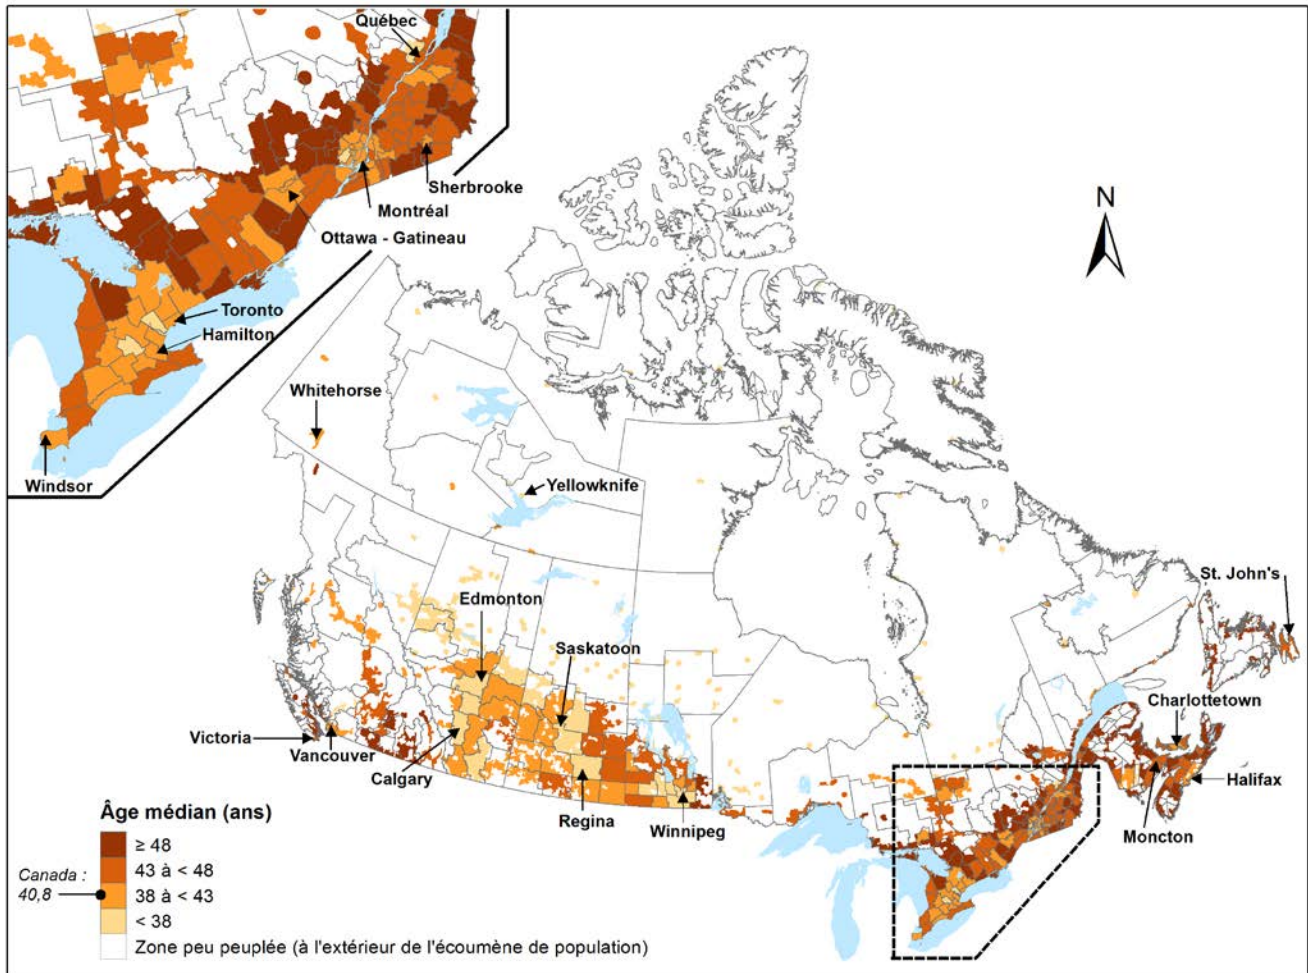 Québec
Sherbrooke
Montréal
Ottawa - Gatineau
Toronto
Hamilton
Windsor
N
Whitehorse
Yellowknife
Edmonton
Saskatoon
St. John's
Charlottetown
Victoria
Vancouver
Calgary
Halifax
Regina
Winnipeg
Moncton
Âge médian (ans)
≥ 48
43 à < 48
Canada :
40,8
38 à < 43
< 38
Zone peu peuplée (à l'extérieur de l'écoumène de population)